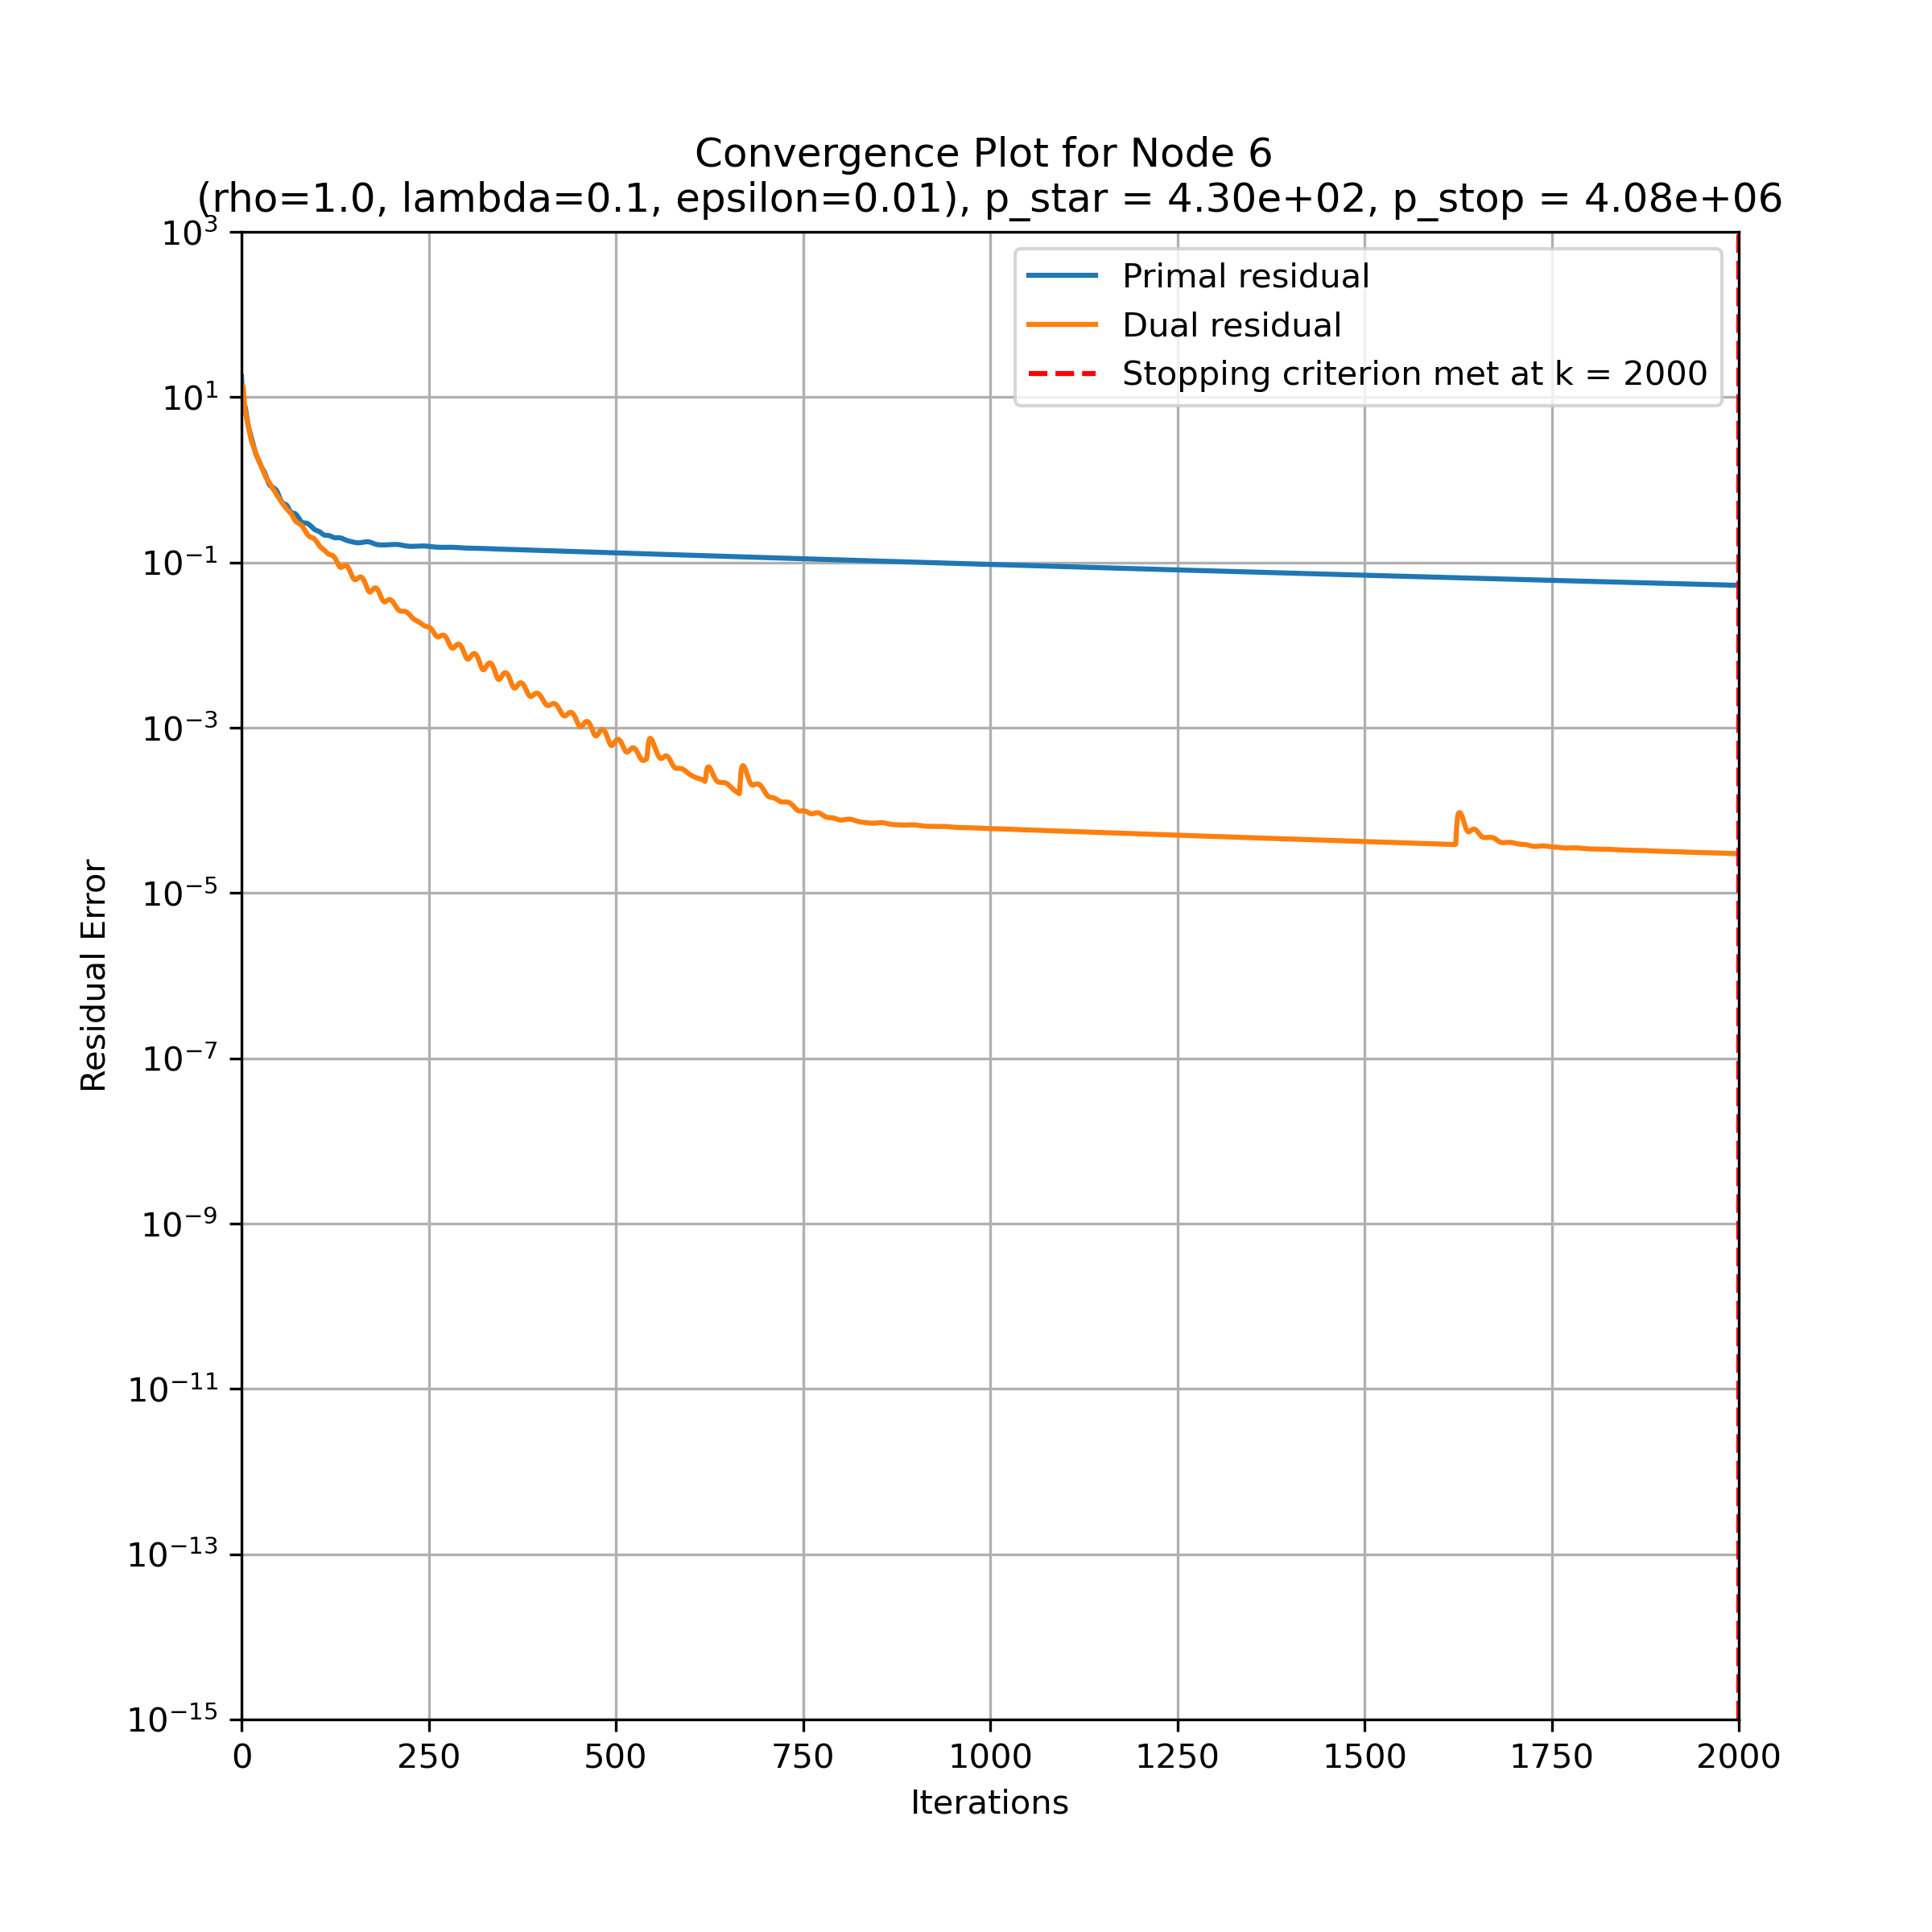 Convergence Plot for Node 6
(rho=1.0, lambda=0.1, epsilon=0.01), p_star = 4.30e+02, p_stop = 4.08e+06
Primal residual
Dual residual
Stopping criterion met at k = 2000
Residual Error
10³
10¹
10⁻¹
10⁻³
10⁻⁵
10⁻⁷
10⁻⁹
10⁻¹¹
10⁻¹³
10⁻¹⁵
0 250 500 750 1000 1250 1500 1750 2000
Iterations